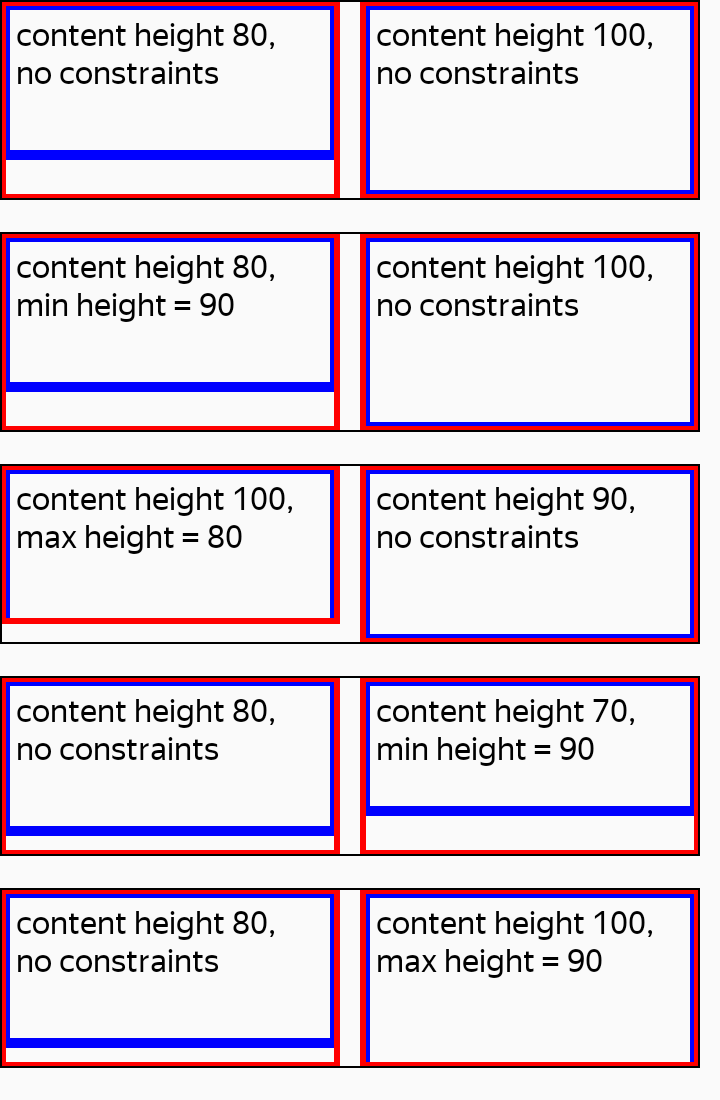 content height 80,
no constraints
content height 100,
no constraints
content height 80,
min height = 90
content height 100,
no constraints
content height 100,
max height = 80
content height 90,
no constraints
content height 80,
no constraints
content height 70,
min height = 90
content height 80,
no constraints
content height 100,
max height = 90